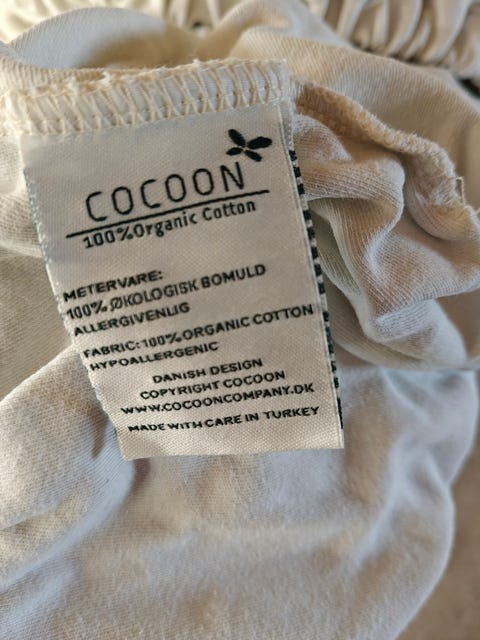 COCOON
100%Organic Cotton
METERVARE:
100% ØKOLOGISK BOMULD
ALLERGIVENLIG
FABRIC: 100% ORGANIC COTTON
HYPOALLERGENIC
DANISH DESIGN
COPYRIGHT COCOON
WWW.COCOONCOMPANY.DK
MADE WITH CARE IN TURKEY